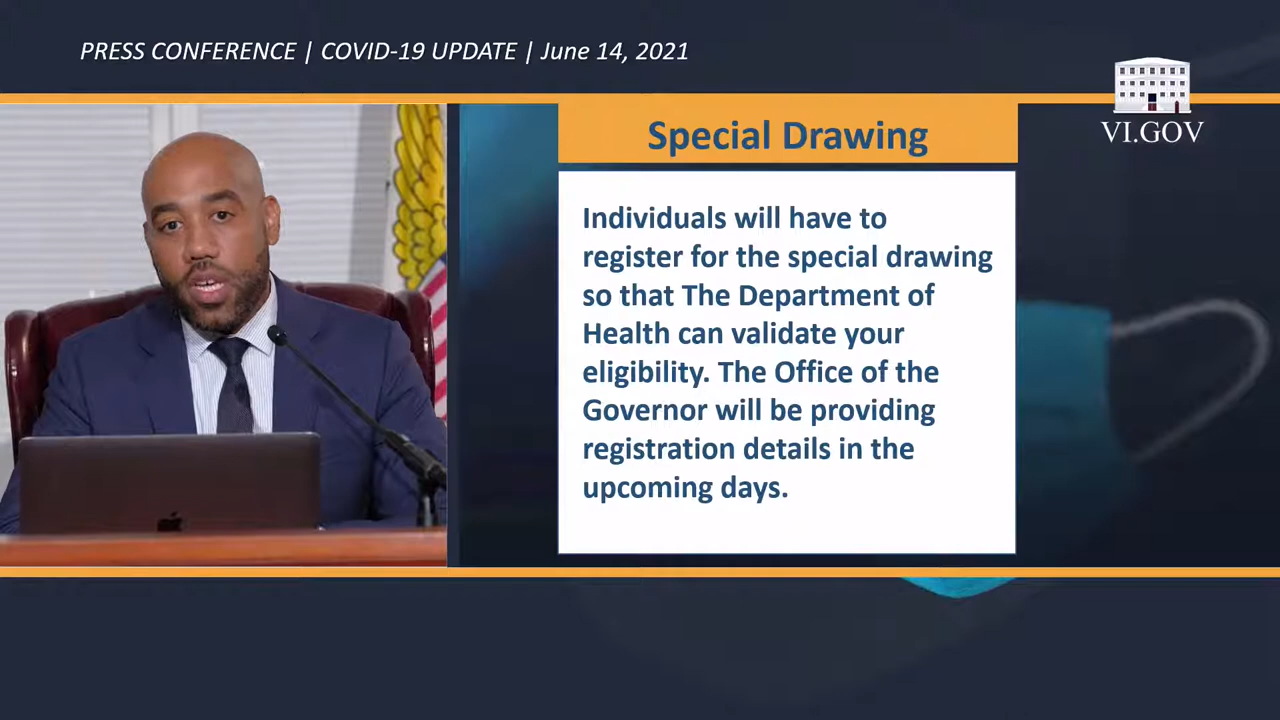 PRESS CONFERENCE | COVID-19 UPDATE | June 14, 2021
VI.GOV
Special Drawing
Individuals will have to
register for the special drawing
so that The Department of
Health can validate your
eligibility. The Office of the
Governor will be providing
registration details in the
upcoming days.